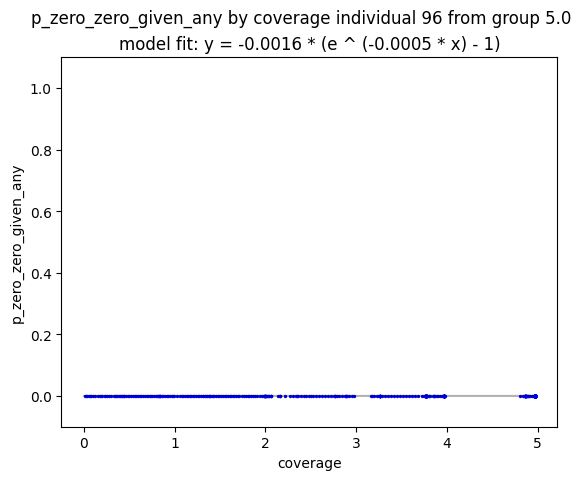 p_zero_zero_given_any by coverage individual 96 from group 5.0
model fit: y = -0.0016 * (e ^ (-0.0005 * x) - 1)
1.0
0.8
0.6
0.4
0.2
0.0
p_zero_zero_given_any
0 1 2 3 4 5
coverage